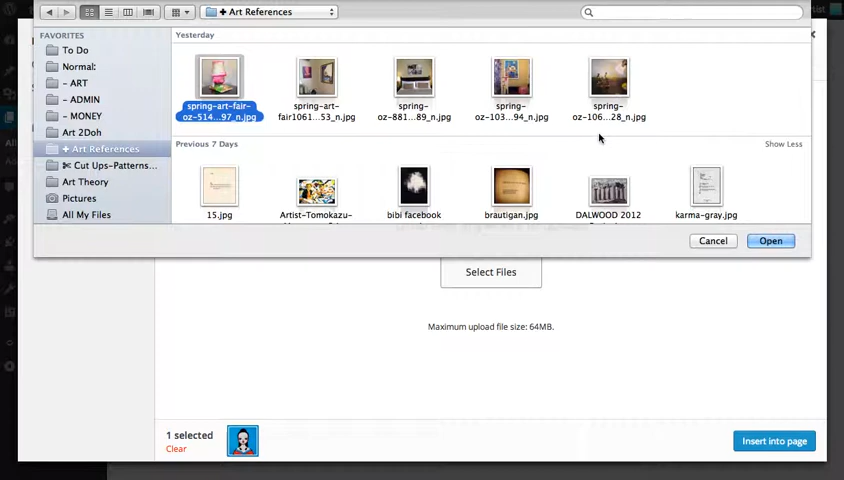 ✚ Art References
FAVORITES
To Do
Normal:
- ART
- ADMIN
- MONEY
Art 2Doh
✚ Art References
✄ Cut Ups-Patterns...
Art Theory
Pictures
All My Files
Yesterday
spring-art-fair-
oz-514...97_n.jpg
spring-art-
fair1061...53_n.jpg
spring-
oz-881...89_n.jpg
spring-
oz-103...94_n.jpg
spring-
oz-106...28_n.jpg
Previous 7 Days
Show Less
15.jpg
Artist-Tomokazu-
bibi facebook
brautigan.jpg
DALWOOD 2012
karma-gray.jpg
Cancel
Open
Select Files
Maximum upload file size: 64MB.
1 selected
Clear
Insert into page